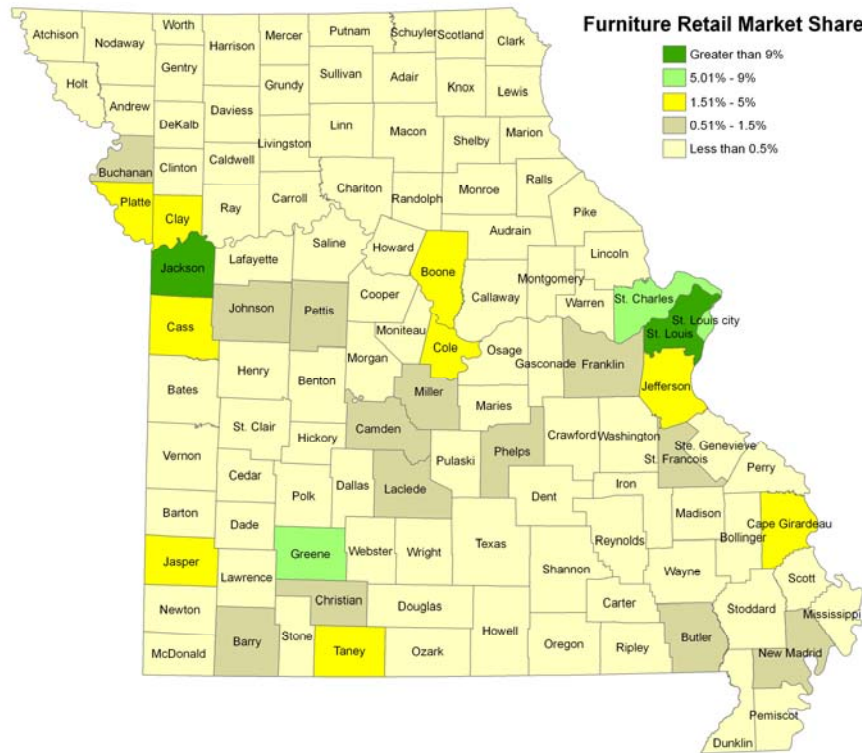 Furniture Retail Market Share
Greater than 9%
5.01% - 9%
1.51% - 5%
0.51% - 1.5%
Less than 0.5%
Atchison
Nodaway
Worth
Harrison
Mercer
Putnam
Schuyler
Scotland
Clark
Holt
Gentry
Grundy
Sullivan
Adair
Knox
Lewis
Andrew
DeKalb
Daviess
Livingston
Linn
Macon
Shelby
Marion
Buchanan
Clinton
Caldwell
Carroll
Chariton
Randolph
Monroe
Ralls
Platte
Clay
Ray
Pike
Audrain
Saline
Howard
Boone
Lincoln
Jackson
Lafayette
Cooper
Callaway
Montgomery
Warren
St. Charles
St. Louis city
St. Louis
Johnson
Pettis
Moniteau
Cass
Cole
Osage
Gasconade
Franklin
Jefferson
Morgan
Henry
Benton
Miller
Maries
Bates
St. Clair
Hickory
Camden
Phelps
Crawford
Washington
Ste. Genevieve
St. Francois
Perry
Vernon
Cedar
Polk
Dallas
Laclede
Pulaski
Dent
Iron
Madison
Cape Girardeau
Bollinger
Barton
Dade
Greene
Webster
Wright
Texas
Reynolds
Jasper
Lawrence
Shannon
Wayne
Scott
Newton
Christian
Douglas
Carter
Stoddard
Mississippi
McDonald
Barry
Stone
Taney
Ozark
Howell
Oregon
Ripley
Butler
New Madrid
Pemiscot
Dunklin